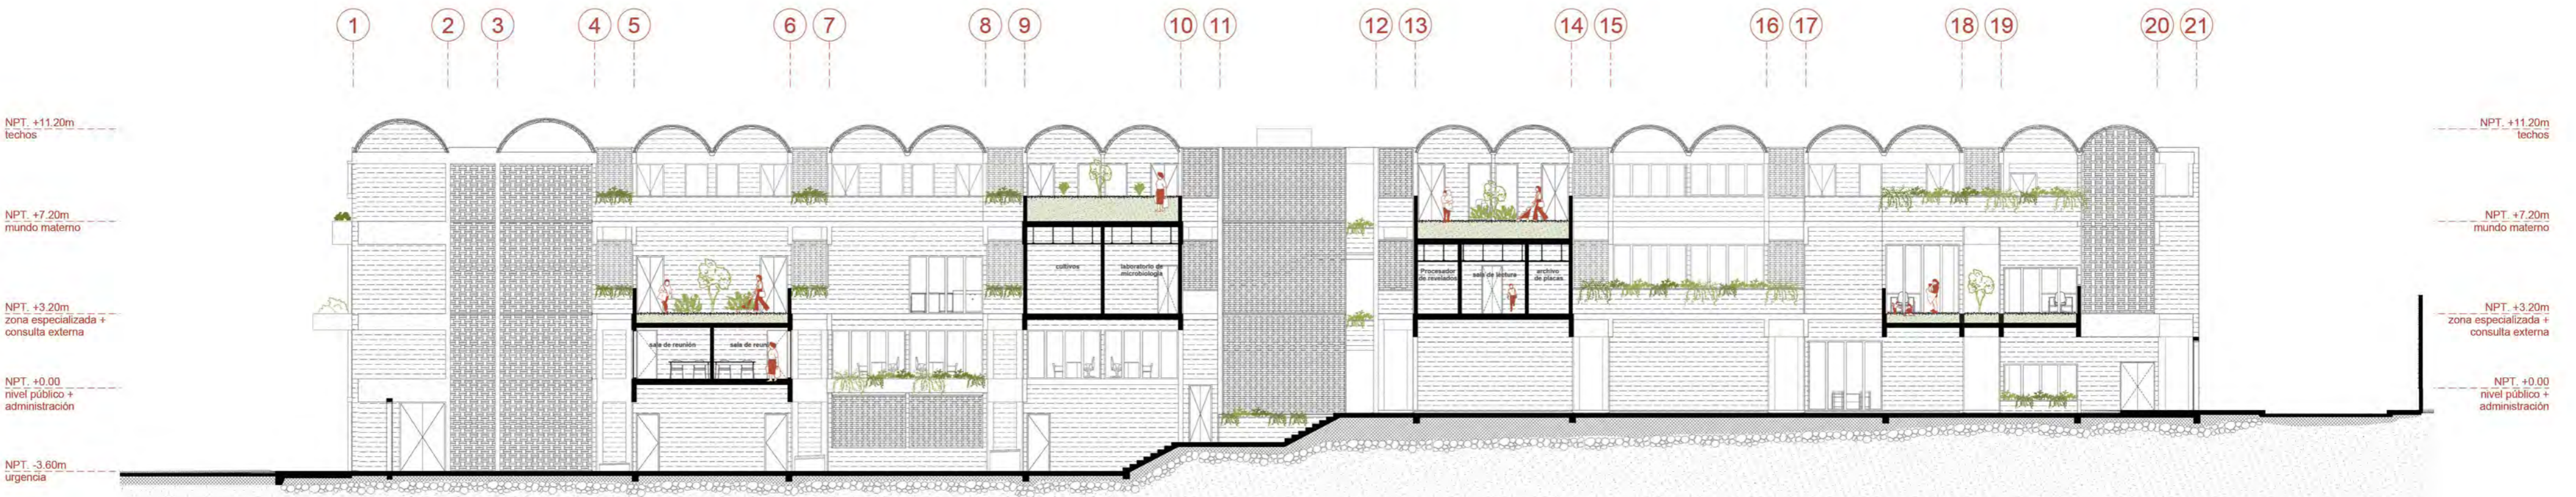 1 2 3 4 5 6 7 8 9 10 11 12 13 14 15 16 17 18 19 20 21
NPT. +11.20m
techos
NPT. +11.20m
techos
NPT. +7.20m
mundo materno
NPT. +7.20m
mundo materno
cultivos
laboratorio de
microbiología
Procesador
de revelados
sala de lectura
archivo
de placas
NPT. +3.20m
zona especializada +
consulta externa
NPT. +3.20m
zona especializada +
consulta externa
sala de reunión
sala de reun
NPT. +0.00
nivel público +
administración
NPT. +0.00
nivel público +
administración
NPT. -3.60m
urgencia